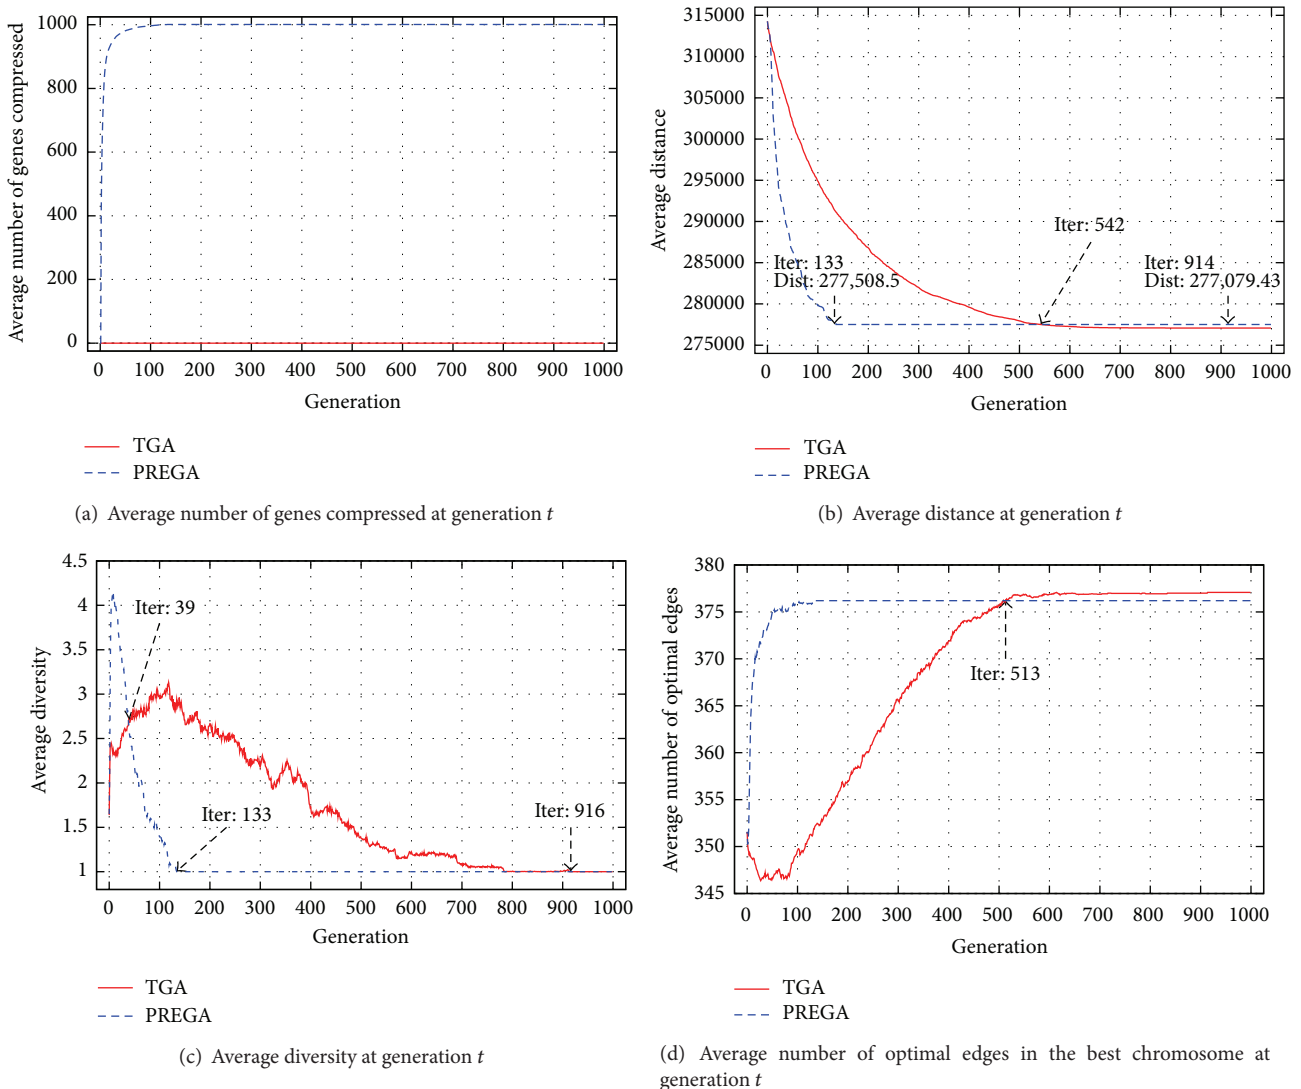 Average number of genes compressed
1000
800
600
400
200
0
0 100 200 300 400 500 600 700 800 900 1000
Generation
TGA
PREGA
(a) Average number of genes compressed at generation t
Average distance
315000
310000
305000
300000
295000
290000
285000
280000
275000
Iter: 133
Dist: 277,508.5
Iter: 542
Iter: 914
Dist: 277,079.43
0 100 200 300 400 500 600 700 800 900 1000
Generation
TGA
PREGA
(b) Average distance at generation t
Average diversity
4.5
4
3.5
3
2.5
2
1.5
1
Iter: 39
Iter: 133
Iter: 916
0 100 200 300 400 500 600 700 800 900 1000
Generation
TGA
PREGA
(c) Average diversity at generation t
Average number of optimal edges
380
375
370
365
360
355
350
345
Iter: 513
0 100 200 300 400 500 600 700 800 900 1000
Generation
TGA
PREGA
(d) Average number of optimal edges in the best chromosome at
generation t